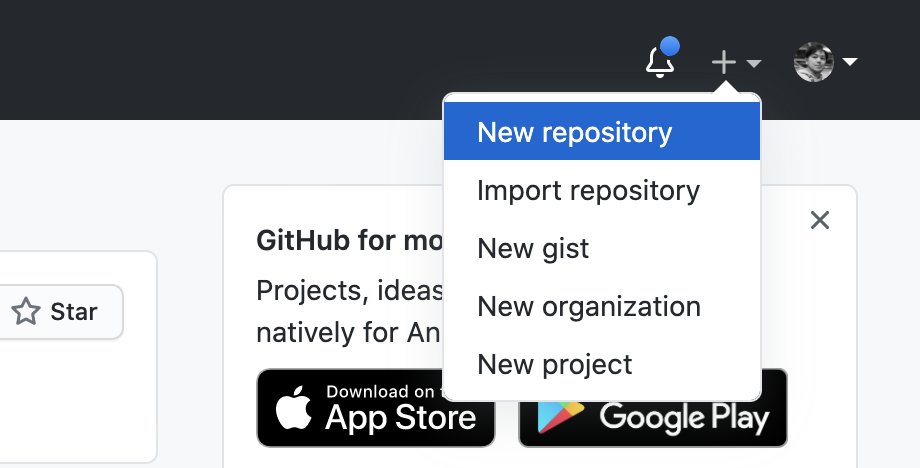 New repository
Import repository
New gist
New organization
New project
GitHub for mo
Projects, ideas
natively for An
Star
Download on
App Store
Google Play